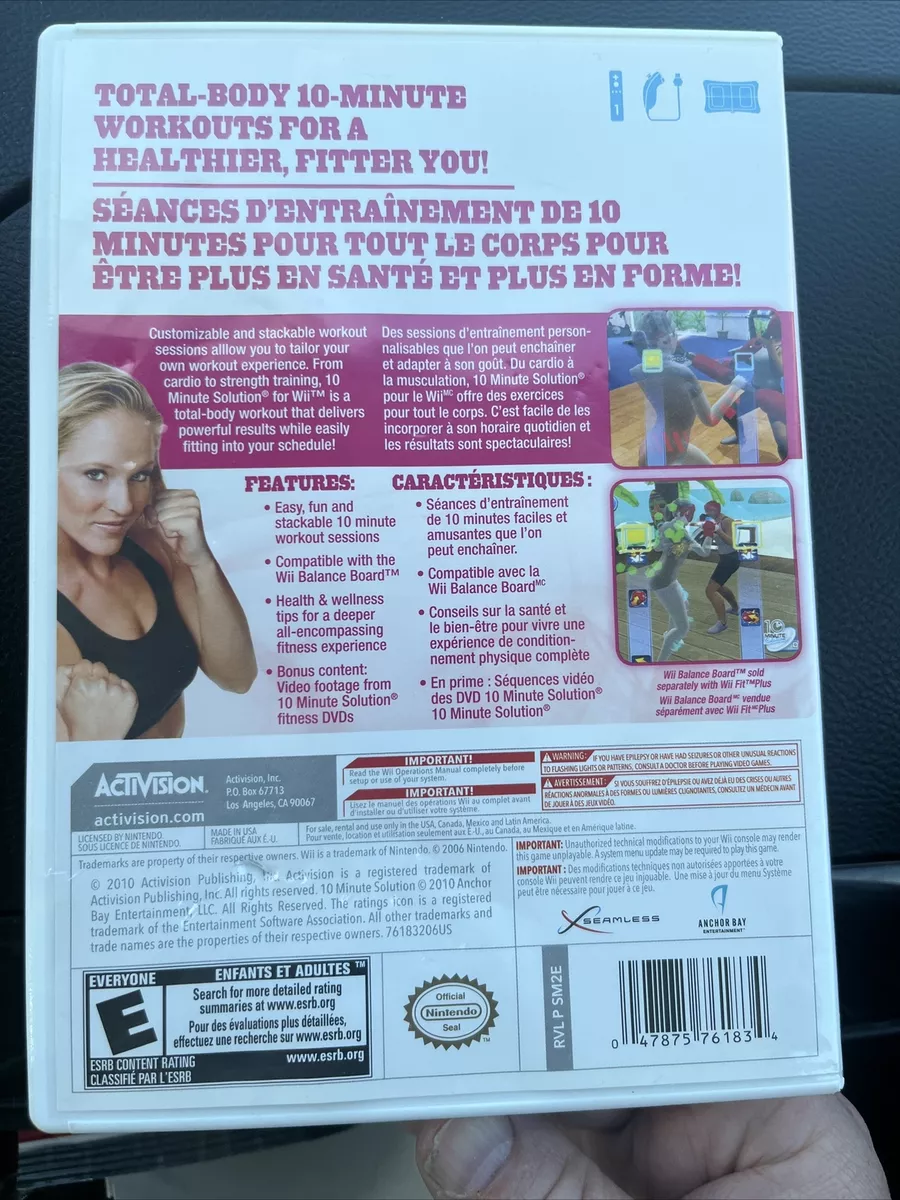 TOTAL-BODY 10-MINUTE
WORKOUTS FOR A
HEALTHIER, FITTER YOU!
SÉANCES D'ENTRAÎNEMENT DE 10
MINUTES POUR TOUT LE CORPS POUR
ÊTRE PLUS EN SANTÉ ET PLUS EN FORME!
1
Customizable and stackable workout
sessions allow you to tailor your
own workout experience. From
cardio to strength training, 10
Minute Solution® for Wii™ is a
total-body workout that delivers
powerful results while easily
fitting into your schedule!
Des sessions d'entraînement person-
nalisables que l'on peut enchaîner
et adapter à son goût. Du cardio à
la musculation, 10 Minute Solution®
pour le Wiiᴹᶜ offre des exercices
pour tout le corps. C'est facile de les
incorporer à son horaire quotidien et
les résultats sont spectaculaires!
FEATURES:
• Easy, fun and
stackable 10 minute
workout sessions
• Compatible with the
Wii Balance Board™
• Health & wellness
tips for a deeper
all-encompassing
fitness experience
• Bonus content:
Video footage from
10 Minute Solution®
fitness DVDs
CARACTÉRISTIQUES :
• Séances d'entraînement
de 10 minutes faciles et
amusantes que l'on
peut enchaîner.
• Compatible avec la
Wii Balance Boardᴹᶜ
• Conseils sur la santé et
le bien-être pour vivre une
expérience de condition-
nement physique complète
• En prime : Séquences vidéo
des DVD 10 Minute Solution®
10 Minute Solution®
10
MINUTE
Wii Balance Board™ sold
separately with Wii Fit™Plus
Wii Balance Boardᴹᶜ vendue
séparément avec Wii FitᴹᶜPlus
ACTIVISION.
activision.com
Activision, Inc.
P.O. Box 67713
Los Angeles, CA 90067
IMPORTANT!
Read the Wii Operations Manual completely before
setup or use of your system.
IMPORTANT!
Lisez le manuel des opérations Wii au complet avant
d'installer ou d'utiliser votre système.
WARNING: IF YOU HAVE EPILEPSY OR HAVE HAD SEIZURES OR OTHER UNUSUAL REACTIONS
TO FLASHING LIGHTS OR PATTERNS, CONSULT A DOCTOR BEFORE PLAYING VIDEO GAMES.
AVERTISSEMENT: SI VOUS SOUFFREZ D'ÉPILEPSIE OU AVEZ DÉJÀ EU DES CRISES OU AUTRES
RÉACTIONS ANORMALES À DES FORMES OU LUMIÈRES CLIGNOTANTES, CONSULTEZ UN MÉDECIN AVANT
DE JOUER À DES JEUX VIDÉO.
LICENSED BY NINTENDO
SOUS LICENCE DE NINTENDO.
MADE IN USA
FABRIQUÉ AUX É.-U.
For sale, rental and use only in the USA, Canada, Mexico and Latin America.
Pour vente, location et utilisation seulement aux É.-U., au Canada, au Mexique et en Amérique latine.
Trademarks are property of their respective owners. Wii is a trademark of Nintendo. © 2006 Nintendo.
© 2010 Activision Publishing, Inc. Activision is a registered trademark of
Activision Publishing, Inc. All rights reserved. 10 Minute Solution © 2010 Anchor
Bay Entertainment, LLC. All Rights Reserved. The ratings icon is a registered
trademark of the Entertainment Software Association. All other trademarks and
trade names are the properties of their respective owners. 76183206US
IMPORTANT: Unauthorized technical modifications to your Wii console may render
this game unplayable. A system menu update may be required to play this game.
IMPORTANT : Des modifications techniques non autorisées apportées à votre
console Wii peuvent rendre ce jeu injouable. Une mise à jour du menu Système
peut être nécessaire pour jouer à ce jeu.
XSEAMLESS
ANCHOR BAY
ENTERTAINMENT™
EVERYONE
ENFANTS ET ADULTES ™
E
Search for more detailed rating
summaries at www.esrb.org
Pour des évaluations plus détaillées,
effectuez une recherche sur www.esrb.org
ESRB CONTENT RATING
www.esrb.org
CLASSIFIÉ PAR L'ESRB
Official
Nintendo
Seal
™
RVL P SM2E
0 47875 76183 4